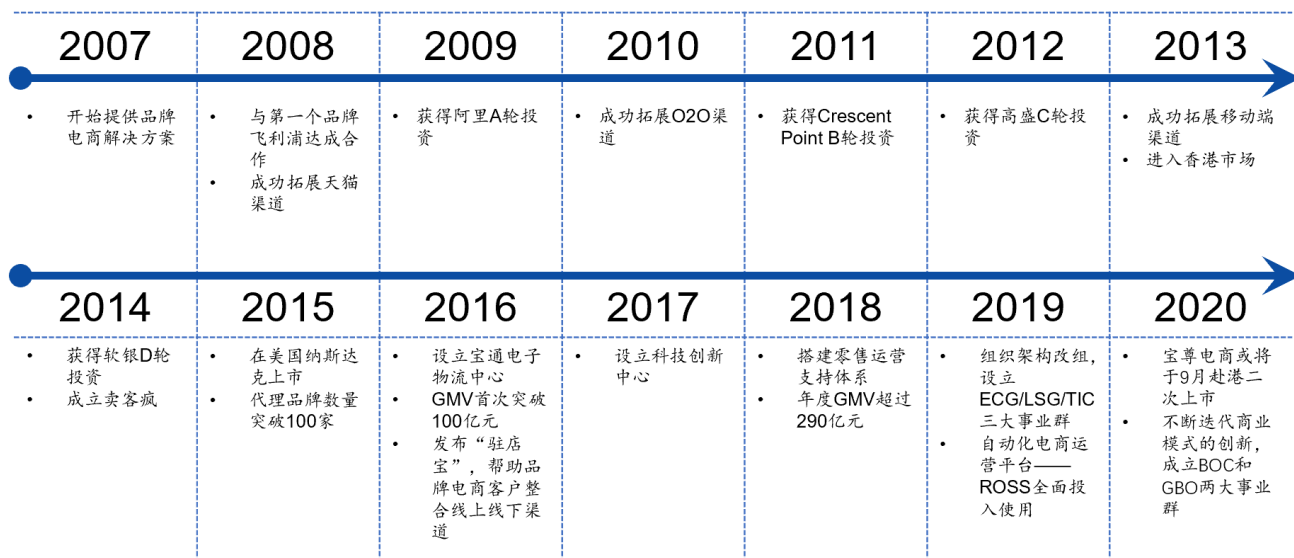 2007
2008
2009
2010
2011
2012
2013
• 开始提供品牌
电商解决方案
• 与第一个品牌
飞利浦达成合
作
• 成功拓展天猫
渠道
• 获得阿里A轮投
资
• 成功拓展O2O渠
道
• 获得Crescent
Point B轮投资
• 获得高盛C轮投
资
• 成功拓展移动端
渠道
• 进入香港市场
2014
2015
2016
2017
2018
2019
2020
• 获得软银D轮
投资
• 成立卖客疯
• 在美国纳斯达
克上市
• 代理品牌数量
突破100家
• 设立宝通电子
物流中心
• GMV首次突破
100亿元
• 发布“驻店
宝”，帮助品
牌电商客户整
合线上线下渠
道
• 设立科技创新
中心
• 搭建零售运营
支持体系
• 年度GMV超过
290亿元
• 组织架构改组，
设立
ECG/LSG/TIC
三大事业群
• 自动化电商运
营平台——
ROSS全面投
入使用
• 宝尊电商或将
于9月赴港二
次上市
• 不断迭代商业
模式的创新，
成立BOC和
GBO两大事业
群